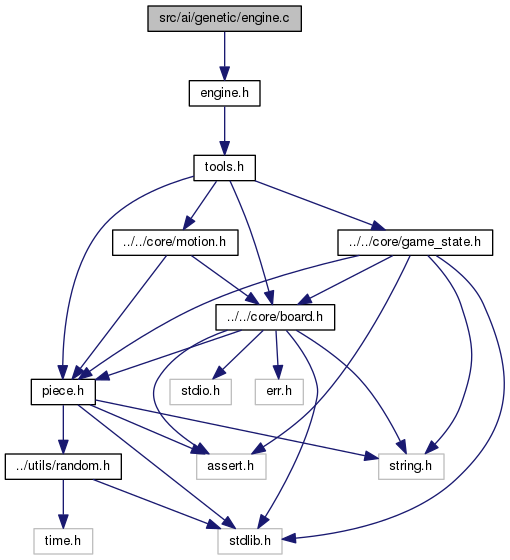 src/ai/genetic/engine.c
engine.h
tools.h
../../core/motion.h
../../core/game_state.h
../../core/board.h
piece.h
stdio.h
err.h
../utils/random.h
assert.h
string.h
time.h
stdlib.h